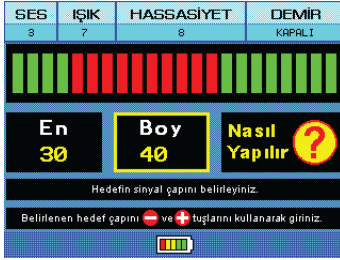 SES IŞIK HASSASİYET DEMİR
3 7 8 KAPALI
En Boy Nasıl
30 40 Yapılır ?
Hedefin sinyal çapını belirleyiniz.
Belirlenen hedef çapını - ve + tuşlarını kullanarak giriniz.